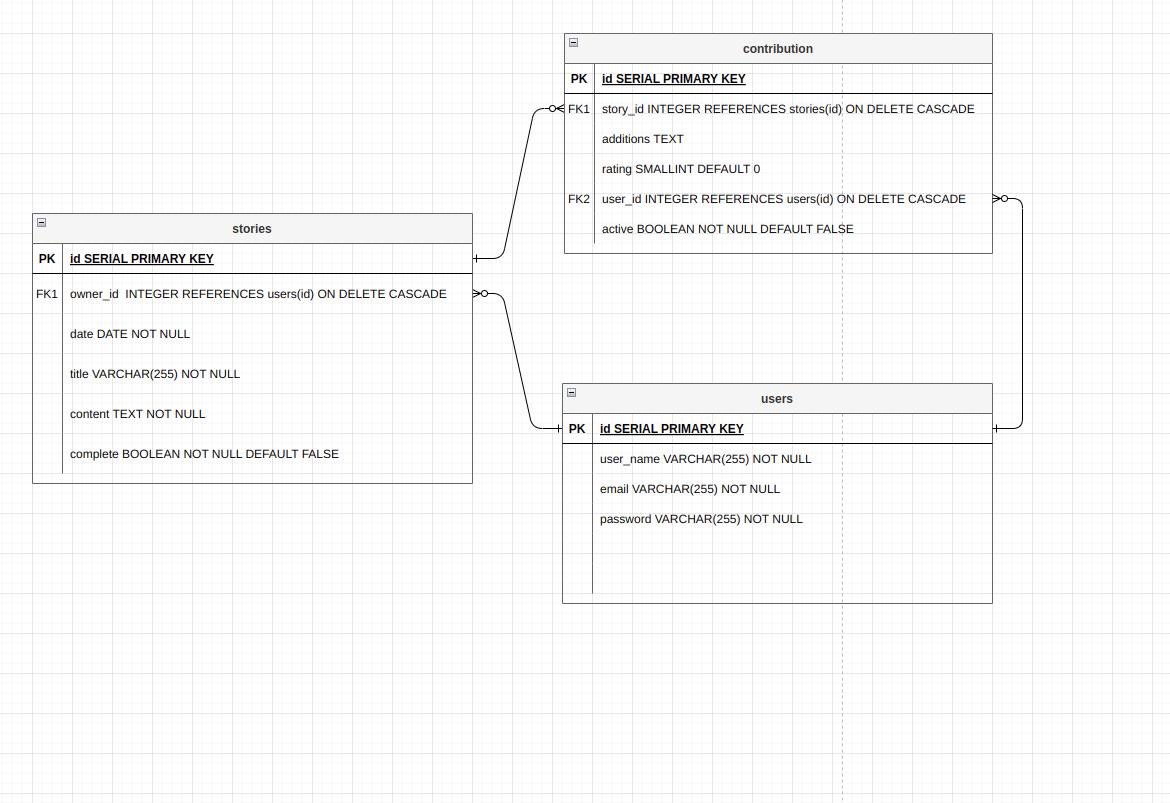 contribution
PK id SERIAL PRIMARY KEY
FK1 story_id INTEGER REFERENCES stories(id) ON DELETE CASCADE
additions TEXT
rating SMALLINT DEFAULT 0
FK2 user_id INTEGER REFERENCES users(id) ON DELETE CASCADE
active BOOLEAN NOT NULL DEFAULT FALSE
stories
PK id SERIAL PRIMARY KEY
FK1 owner_id  INTEGER REFERENCES users(id) ON DELETE CASCADE
date DATE NOT NULL
title VARCHAR(255) NOT NULL
content TEXT NOT NULL
complete BOOLEAN NOT NULL DEFAULT FALSE
users
PK id SERIAL PRIMARY KEY
user_name VARCHAR(255) NOT NULL
email VARCHAR(255) NOT NULL
password VARCHAR(255) NOT NULL